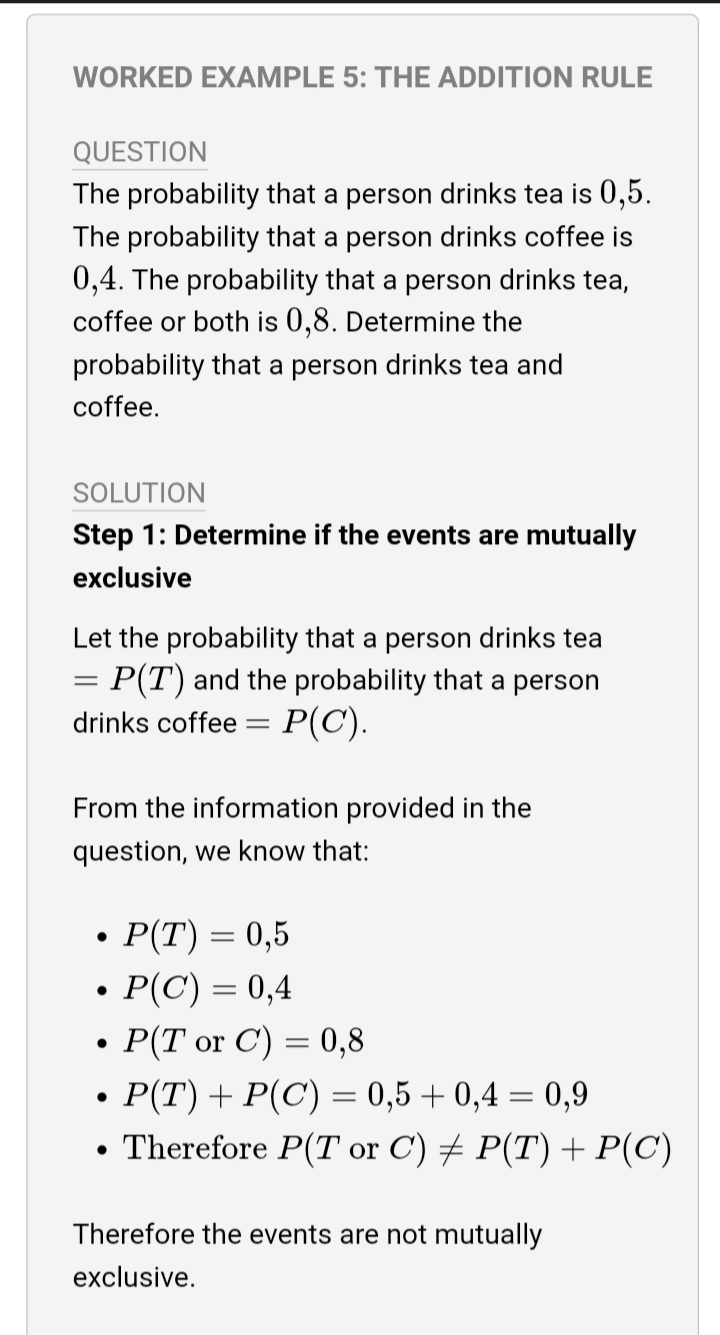 WORKED EXAMPLE 5: THE ADDITION RULE
QUESTION
The probability that a person drinks tea is 0,5.
The probability that a person drinks coffee is
0,4. The probability that a person drinks tea,
coffee or both is 0,8. Determine the
probability that a person drinks tea and
coffee.
SOLUTION
Step 1: Determine if the events are mutually
exclusive
Let the probability that a person drinks tea
= P(T) and the probability that a person
drinks coffee = P(C).
From the information provided in the
question, we know that:
• P(T) = 0,5
• P(C) = 0,4
• P(T or C) = 0,8
• P(T) + P(C) = 0,5 + 0,4 = 0,9
• Therefore P(T or C) ≠ P(T) + P(C)
Therefore the events are not mutually
exclusive.